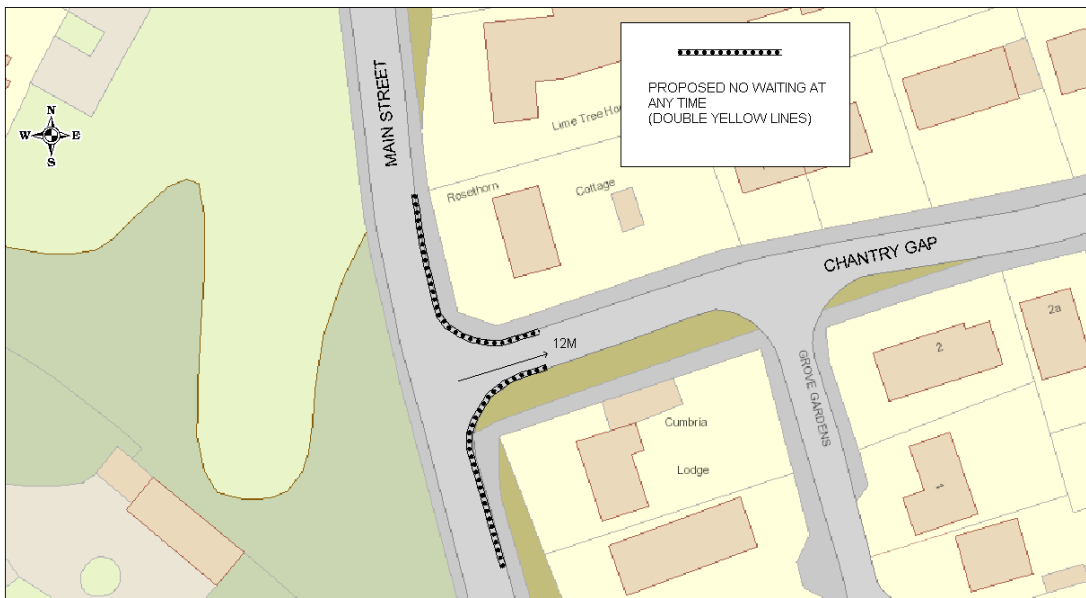 MAIN STREET
PROPOSED NO WAITING AT
ANY TIME
(DOUBLE YELLOW LINES)
N
W E
S
Lime Tree Ho
Rosethorn
Cottage
CHANTRY GAP
12M
GROVE GARDENS
2
2a
Cumbria
Lodge
1